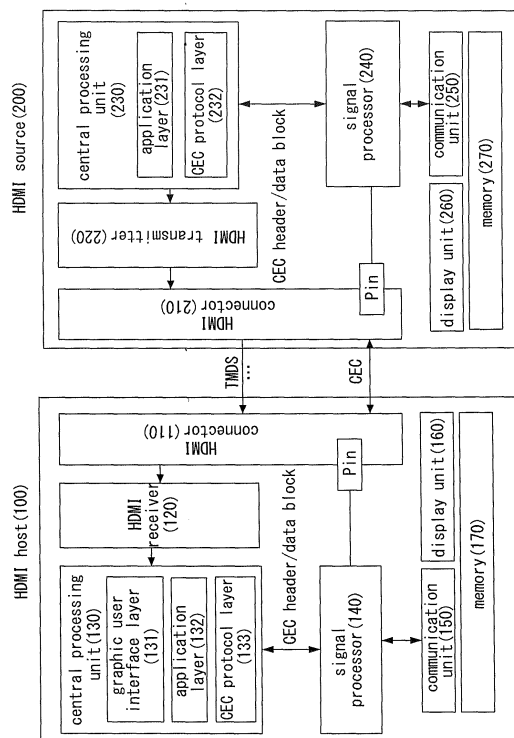 HDMI host(100)
central processing
unit(130)
graphic user
interface layer
(131)
application
layer(132)
CEC protocol layer
(133)
HDMI
receiver
(120)
HDMI
connector(110)
Pin
CEC header/data block
signal
processor(140)
communication
unit(150)
display unit(160)
memory(170)
TMDS
...
CEC
HDMI source(200)
HDMI
connector(210)
Pin
HDMI
transmitter
(220)
central processing
unit
(230)
application
layer(231)
CEC protocol layer
(232)
CEC header/data block
signal
processor(240)
communication
unit(250)
display unit(260)
memory(270)